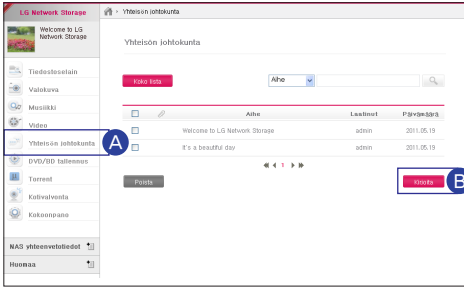 LG Network Storage
Yhteisön johtokunta
Welcome to LG
Network Storage
Yhteisön johtokunta
Tiedostoselain
Valokuva
Musiikki
Video
Yhteisön johtokunta
DVD/BD tallennus
Torrent
Kotivalvonta
Kokoonpano
NAS yhteenvetotiedot
Huomaa
Koko lista
Aihe
Aihe
Laatinut
Päivämäärä
Welcome to LG Network Storage
admin
2011.05.19
It's a beautiful day
admin
2011.05.19
1
Poista
Kirjoita
A
B